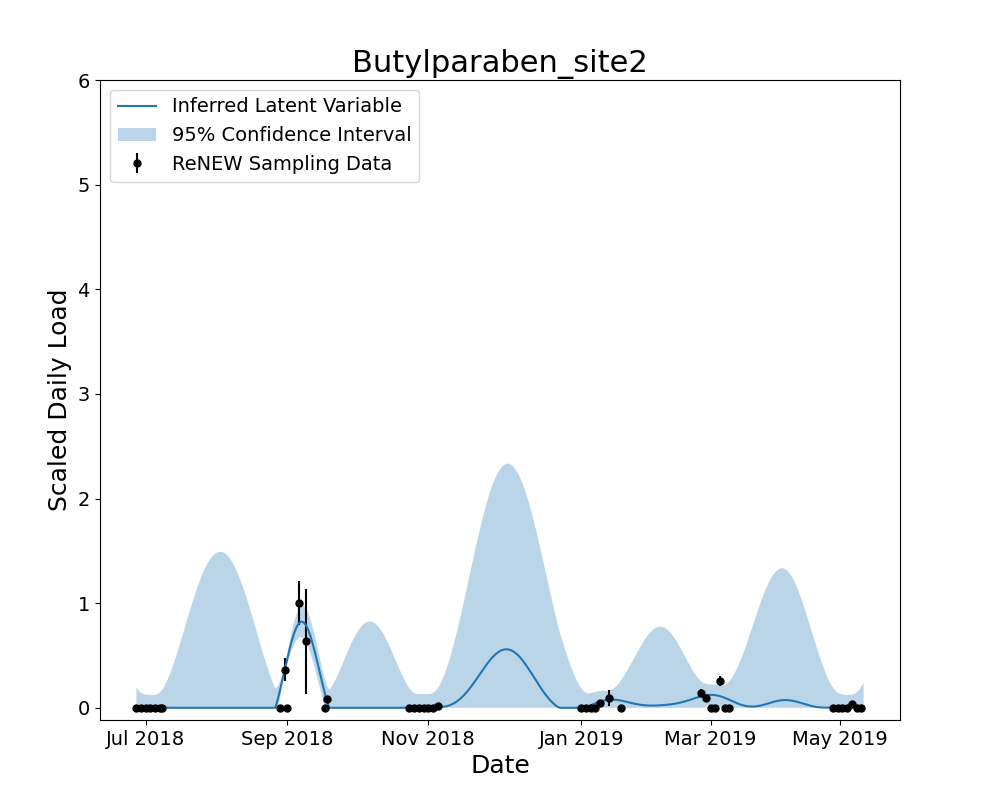 Butylparaben_site2
Inferred Latent Variable
95% Confidence Interval
ReNEW Sampling Data
6
5
4
3
2
1
0
Scaled Daily Load
Jul 2018 Sep 2018 Nov 2018 Jan 2019 Mar 2019 May 2019
Date